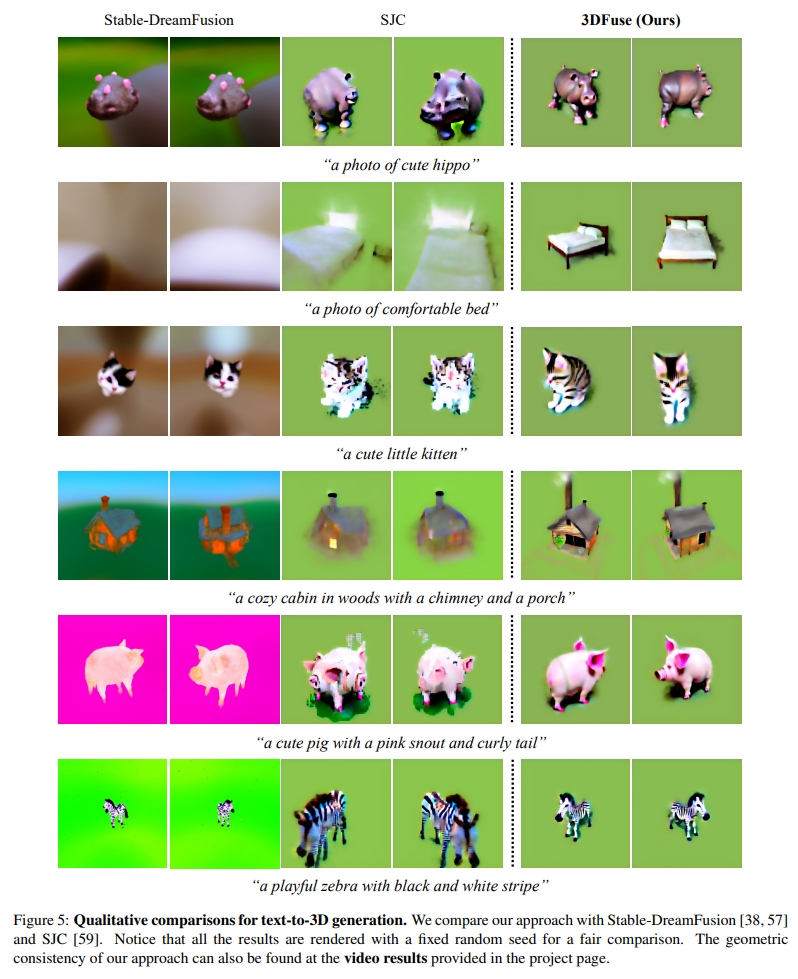 Stable-DreamFusion
SJC
3DFuse (Ours)
“a photo of cute hippo”
“a photo of comfortable bed”
“a cute little kitten”
“a cozy cabin in woods with a chimney and a porch”
“a cute pig with a pink snout and curly tail”
“a playful zebra with black and white stripe”
Figure 5: Qualitative comparisons for text-to-3D generation. We compare our approach with Stable-DreamFusion [38, 57]
and SJC [59]. Notice that all the results are rendered with a fixed random seed for a fair comparison. The geometric
consistency of our approach can also be found at the video results provided in the project page.